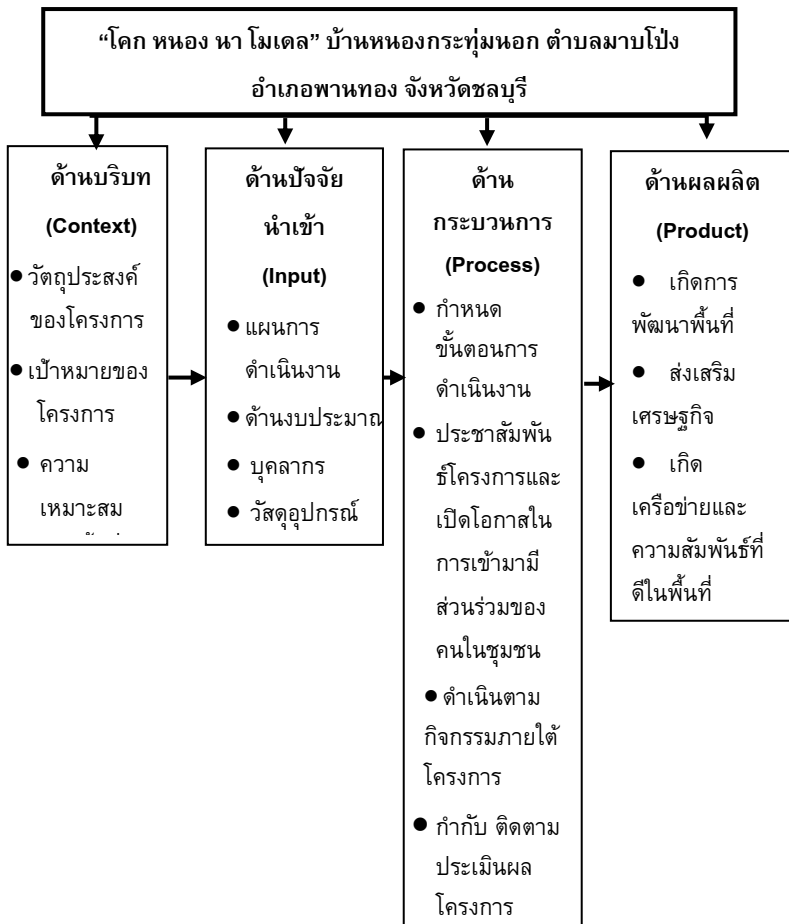 “โคก หนอง นา โมเดล” บ้านหนองกระทุ่มนอก ตำบลมาบโป่ง
อำเภอพานทอง จังหวัดชลบุรี
ด้านบริบท
(Context)
● วัตถุประสงค์
ของโครงการ
● เป้าหมายของ
โครงการ
● ความ
เหมาะสม
ด้านปัจจัย
นำเข้า
(Input)
● แผนการ
ดำเนินงาน
● ด้านงบประมาณ
● บุคลากร
● วัสดุอุปกรณ์
ด้าน
กระบวนการ
(Process)
● กำหนด
ขั้นตอนการ
ดำเนินงาน
● ประชาสัมพัน
ธ์โครงการและ
เปิดโอกาสใน
การเข้ามามี
ส่วนร่วมของ
คนในชุมชน
● ดำเนินตาม
กิจกรรมภายใต้
โครงการ
● กำกับ ติดตาม
ประเมินผล
โครงการ
ด้านผลผลิต
(Product)
● เกิดการ
พัฒนาพื้นที่
● ส่งเสริม
เศรษฐกิจ
● เกิด
เครือข่ายและ
ความสัมพันธ์ที่
ดีในพื้นที่